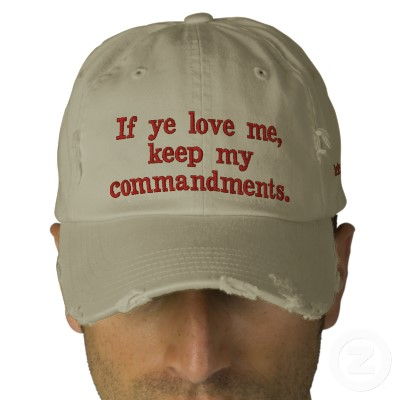 If ye love me,
keep my
commandments.
Z